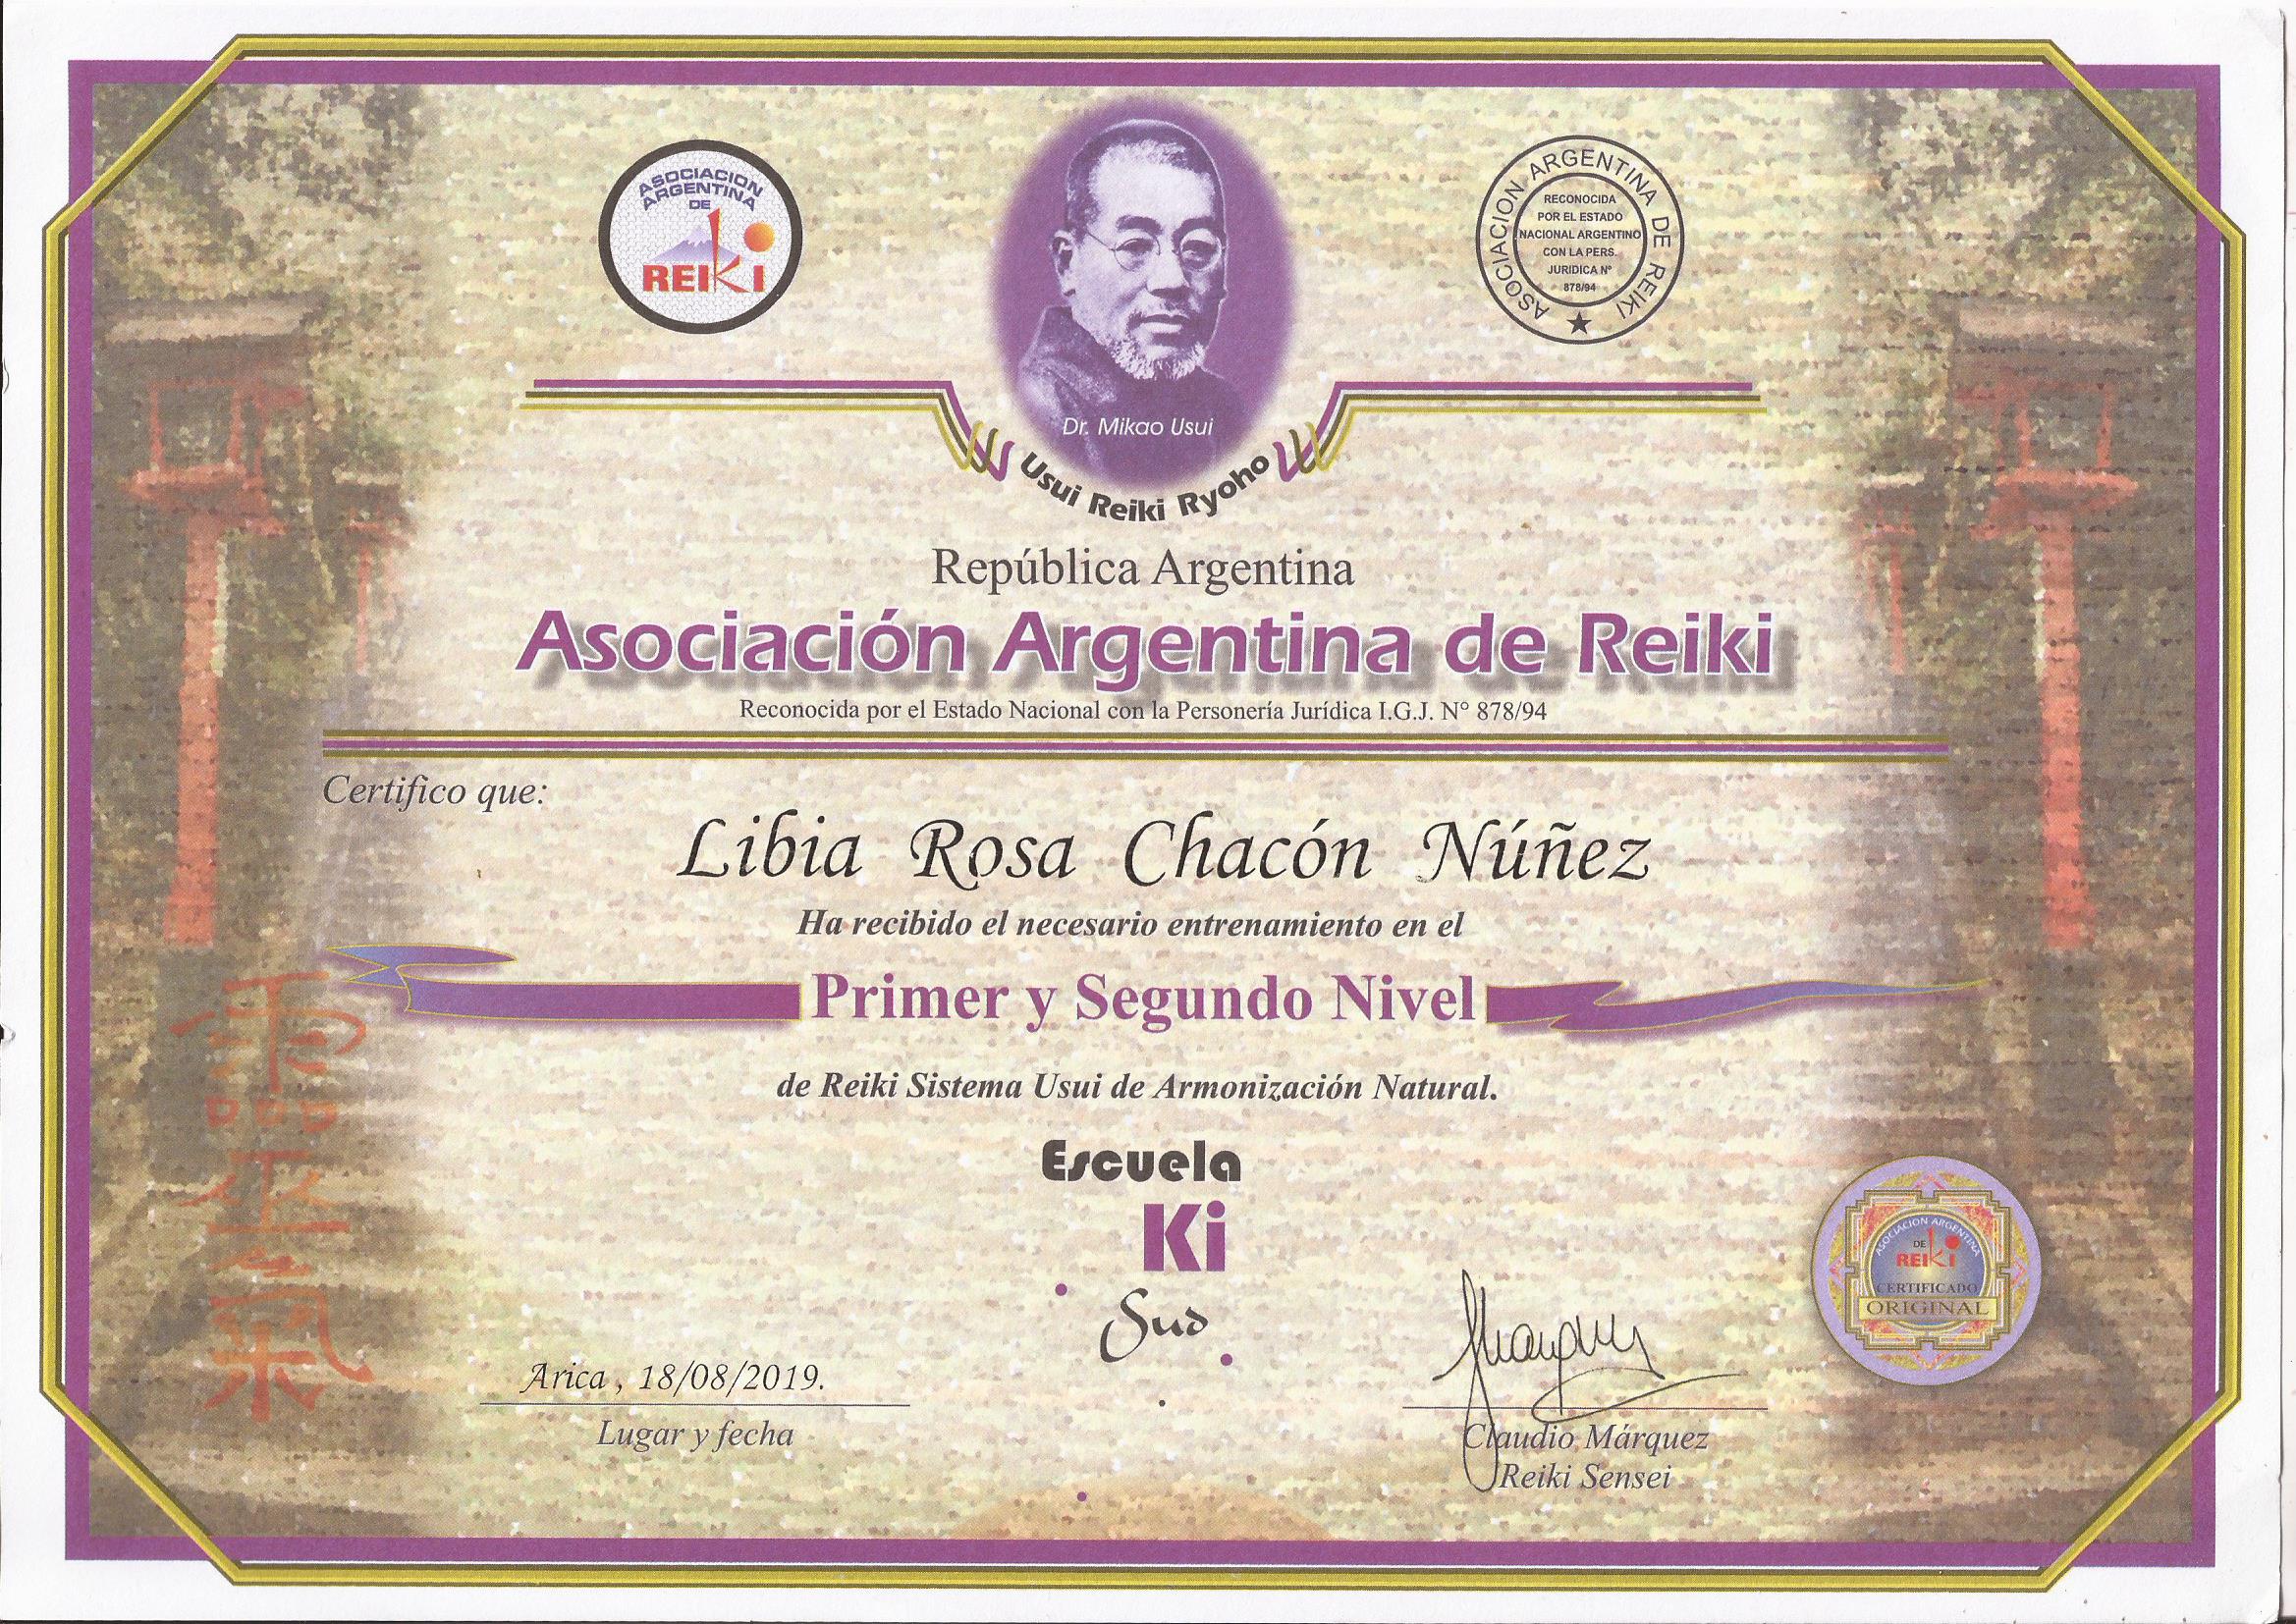 ASOCIACION
ARGENTINA
DE
REIKI
ASOCIACION ARGENTINA DE REIKI
RECONOCIDA
POR EL ESTADO
NACIONAL ARGENTINO
CON LA PERS.
JURIDICA Nº
878/94
Dr. Mikao Usui
Usui Reiki Ryoho
República Argentina
Asociación Argentina de Reiki
Reconocida por el Estado Nacional con la Personería Jurídica I.G.J. N° 878/94
Certifico que:
Libia Rosa Chacón Núñez
Ha recibido el necesario entrenamiento en el
Primer y Segundo Nivel
de Reiki Sistema Usui de Armonización Natural.
靈氣
Escuela
Ki
Sud
ASOCIACION ARGENTINA
DE
REIKI
CERTIFICADO
ORIGINAL
Arica , 18/08/2019.
Lugar y fecha
Claudio Márquez
Reiki Sensei